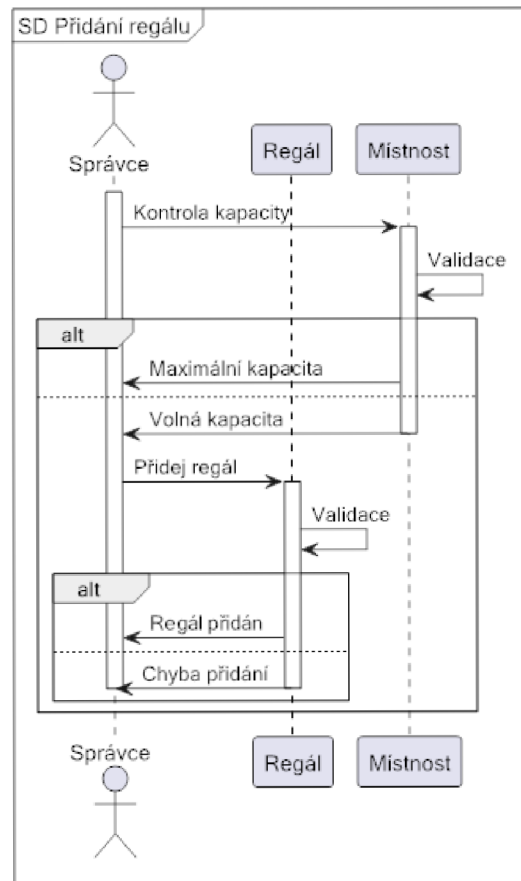 SD Přidání regálu
Správce
Regál
Místnost
Kontrola kapacity
Validace
alt
Maximální kapacita
Volná kapacita
Přidej regál
Validace
alt
Regál přidán
Chyba přidání
Správce
Regál
Místnost